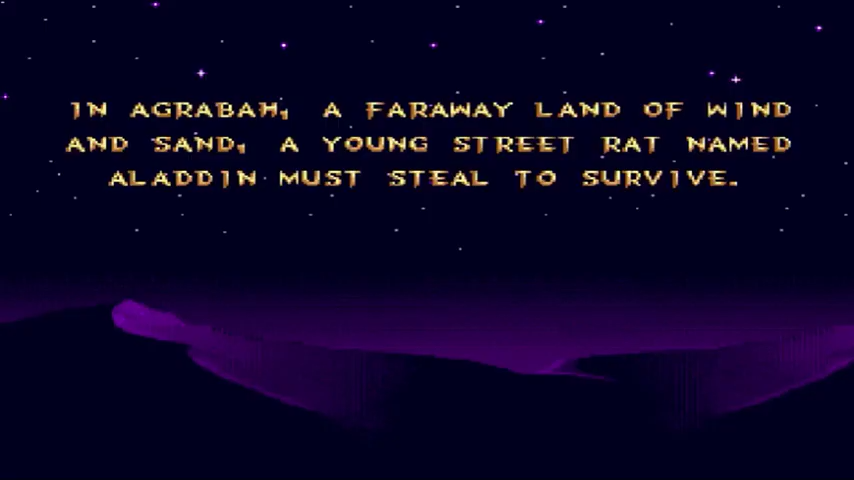 IN AGRABAH, A FARAWAY LAND OF WIND
AND SAND, A YOUNG STREET RAT NAMED
ALADDIN MUST STEAL TO SURVIVE.